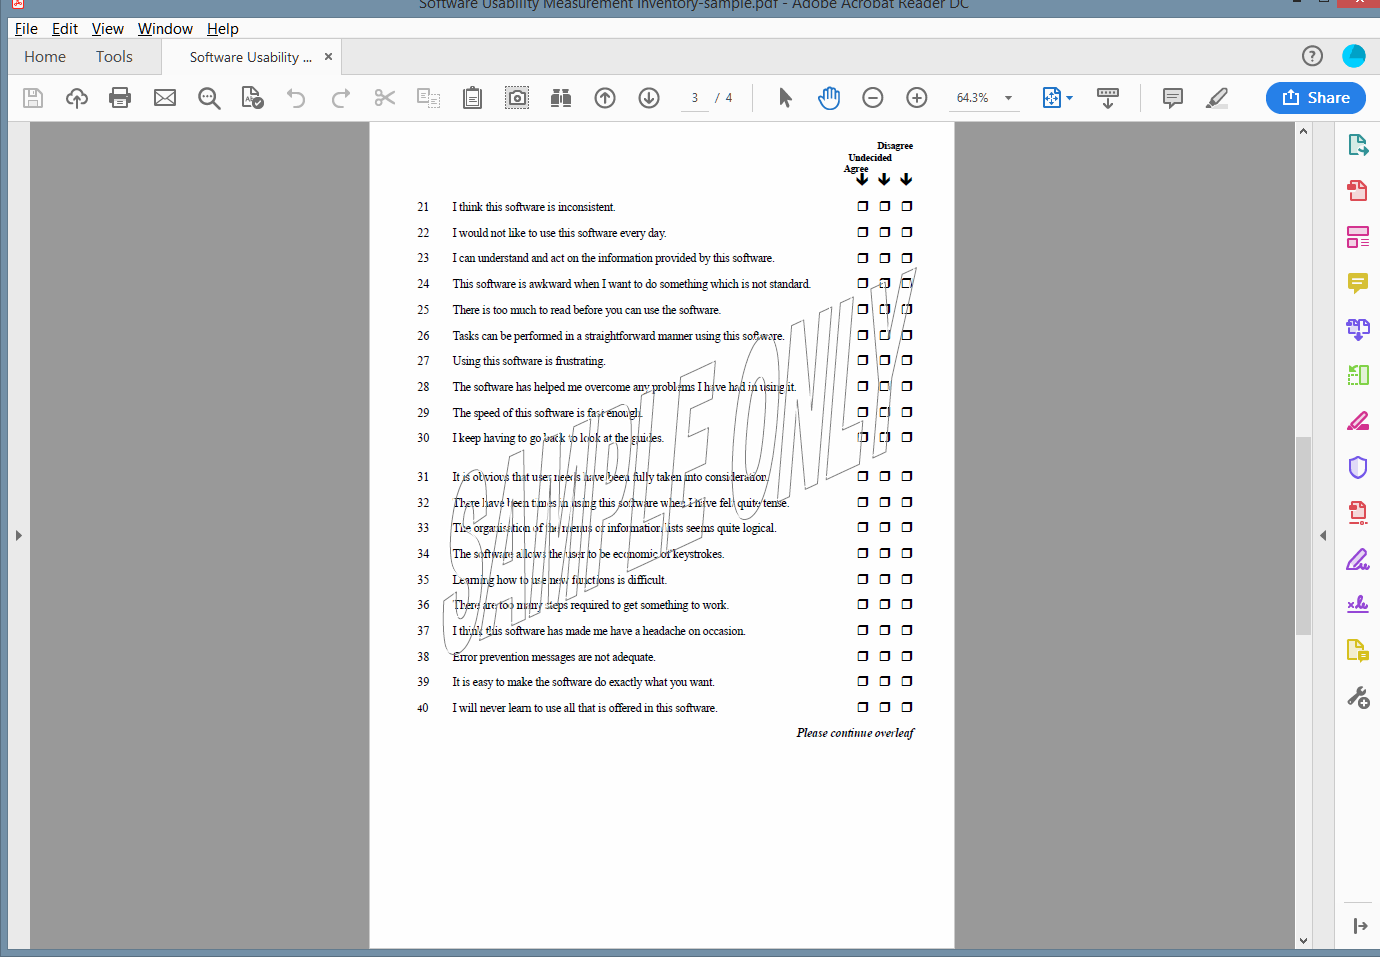 Software Usability Measurement Inventory-sample.pdf - Adobe Acrobat Reader DC
File Edit View Window Help
Home Tools Software Usability ... ×
3 / 4 64.3% Share
Disagree
Undecided
Agree
21 I think this software is inconsistent.
22 I would not like to use this software every day.
23 I can understand and act on the information provided by this software.
24 This software is awkward when I want to do something which is not standard.
25 There is too much to read before you can use the software.
26 Tasks can be performed in a straightforward manner using this software.
27 Using this software is frustrating.
28 The software has helped me overcome any problems I have had in using it.
29 The speed of this software is fast enough.
30 I keep having to go back to look at the guides.
31 It is obvious that user needs have been fully taken into consideration.
32 There have been times in using this software when I have felt quite tense.
33 The organisation of the menus or information lists seems quite logical.
34 The software allows the user to be economic of keystrokes.
35 Learning how to use new functions is difficult.
36 There are too many steps required to get something to work.
37 I think this software has made me have a headache on occasion.
38 Error prevention messages are not adequate.
39 It is easy to make the software do exactly what you want.
40 I will never learn to use all that is offered in this software.
Please continue overleaf
SAMPLE ONLY